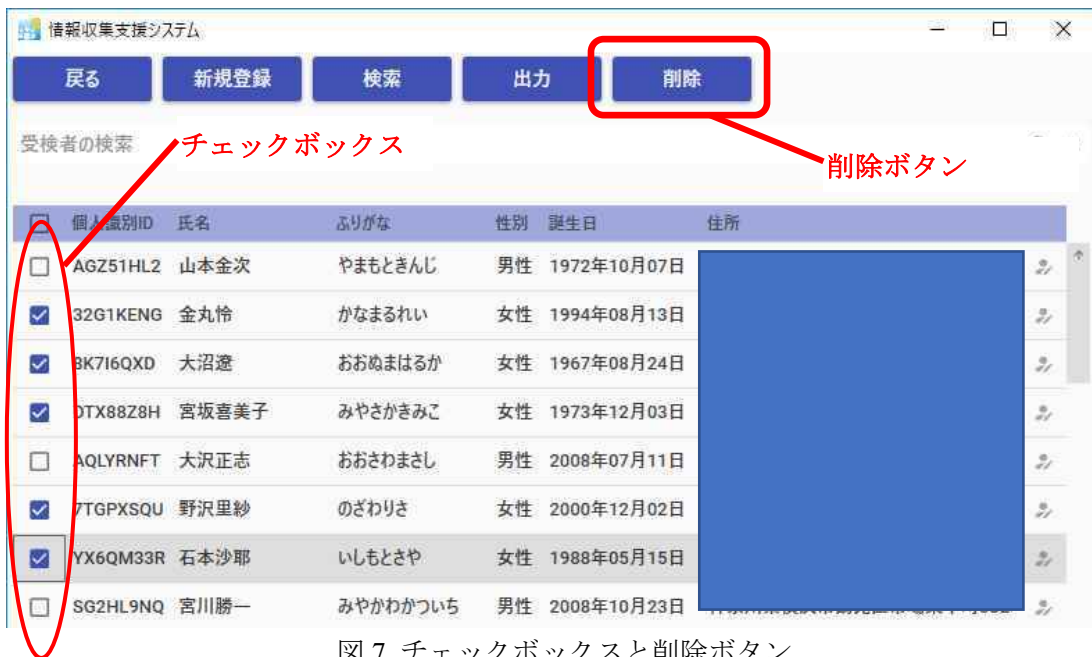 情報収集支援システム
戻る 新規登録 検索 出力 削除
受検者の検索
チェックボックス
削除ボタン
個人識別ID 氏名 ふりがな 性別 誕生日 住所
AGZ51HL2 山本金次 やまもときんじ 男性 1972年10月07日
32G1KENG 金丸怜 かなまるれい 女性 1994年08月13日
8K7I6QXD 大沼遼 おおぬまはるか 女性 1967年08月24日
DTX88Z8H 宮坂喜美子 みやさかきみこ 女性 1973年12月03日
AQLYRNFT 大沢正志 おおさわまさし 男性 2008年07月11日
7TGPXSQU 野沢里紗 のざわりさ 女性 2000年12月02日
YX6QM33R 石本沙耶 いしもとさや 女性 1988年05月15日
SG2HL9NQ 宮川勝一 みやかわかついち 男性 2008年10月23日
図 7 チェックボックスと削除ボタン